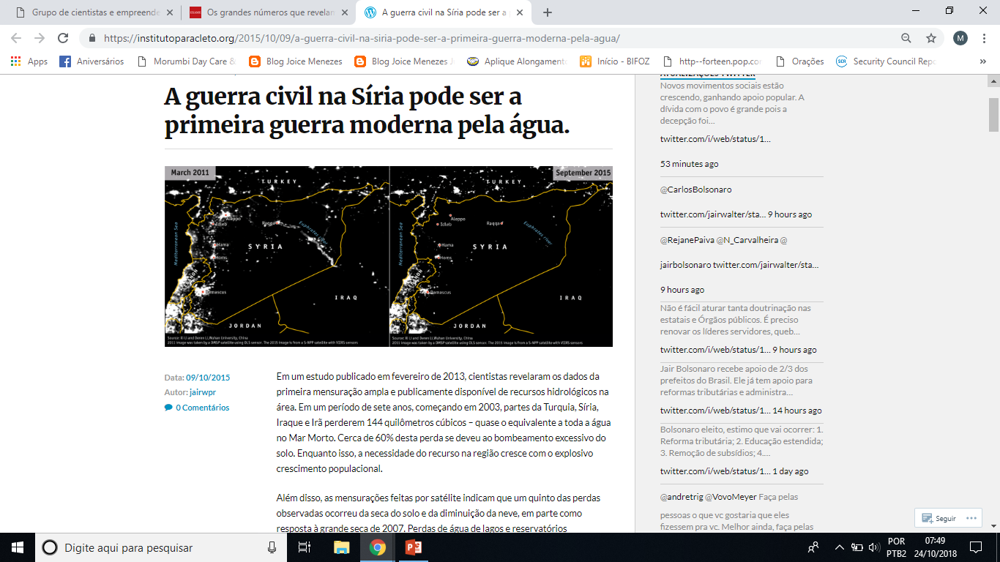 Grupo de cientistas e empreende
EXAME Os grandes números que revelam
A guerra civil na Síria pode ser a p
https://institutoparacleto.org/2015/10/09/a-guerra-civil-na-siria-pode-ser-a-primeira-guerra-moderna-pela-agua/
M
Apps Aniversários Morumbi Day Care & Blog Joice Menezes Blog Joice Menezes J Aplique Alongament Início - BIFOZ http--forteen.pop.com Orações Security Council Repo »
A guerra civil na Síria pode ser a
primeira guerra moderna pela água.
March 2011
TURKEY
Aleppo
Idleb
Raqqa
Euphrates river
Mediterranean Sea
Hama
SYRIA
Homs
LEBANON
Damascus
IRAQ
JORDAN
Source: Xi Li and Deren Li, Wuhan University, China
2011 image was taken by a DMSP satellite using OLS sensor. The 2015 image is from a S-NPP satellite with VIIRS sensors
September 2015
TURKEY
Aleppo
Idleb
Raqqa
Euphrates river
Mediterranean Sea
Hama
SYRIA
Homs
LEBANON
Damascus
IRAQ
JORDAN
Source: Xi Li and Deren Li, Wuhan University, China
2011 image was taken by a DMSP satellite using OLS sensor. The 2015 image is from a S-NPP satellite with VIIRS sensors
Data: 09/10/2015
Autor: jairwpr
0 Comentários
Em um estudo publicado em fevereiro de 2013, cientistas revelaram os dados da
primeira mensuração ampla e publicamente disponível de recursos hidrológicos na
área. Em um período de sete anos, começando em 2003, partes da Turquia, Síria,
Iraque e Irã perderem 144 quilômetros cúbicos – quase o equivalente a toda a água
no Mar Morto. Cerca de 60% desta perda se deveu ao bombeamento excessivo do
solo. Enquanto isso, a necessidade do recurso na região cresce com o explosivo
crescimento populacional.
Além disso, as mensurações feitas por satélite indicam que um quinto das perdas
observadas ocorreu da seca do solo e da diminuição da neve, em parte como
resposta à grande seca de 2007. Perdas de água de lagos e reservatórios
ATUALIZAÇÕES TWITTER
Novos movimentos sociais estão
crescendo, ganhando apoio popular. A
dívida com o povo é grande pois a
decepção foi…
twitter.com/i/web/status/1…
53 minutes ago
@CarlosBolsonaro
twitter.com/jairwalter/sta… 9 hours ago
@RejanePaiva @N_Carvalheira @
jairbolsonaro twitter.com/jairwalter/sta…
9 hours ago
Não é fácil aturar tanta doutrinação nas
estatais e Órgãos públicos. É preciso
renovar os líderes servidores, queb…
twitter.com/i/web/status/1… 9 hours ago
Jair Bolsonaro recebe apoio de 2/3 dos
prefeitos do Brasil. Ele já tem apoio para
reformas tributárias e administra…
twitter.com/i/web/status/1… 14 hours ago
Bolsonaro eleito, estimo que vai ocorrer: 1.
Reforma tributária; 2. Educação estendida;
3. Remoção de subsídios; 4.…
twitter.com/i/web/status/1… 1 day ago
@andretrig @VovoMeyer Faça pelas
pessoas o que vc gostaria que eles
fizessem pra vc. Melhor ainda, faça pelas
Seguir
Digite aqui para pesquisar
POR
PTB2
07:49
24/10/2018